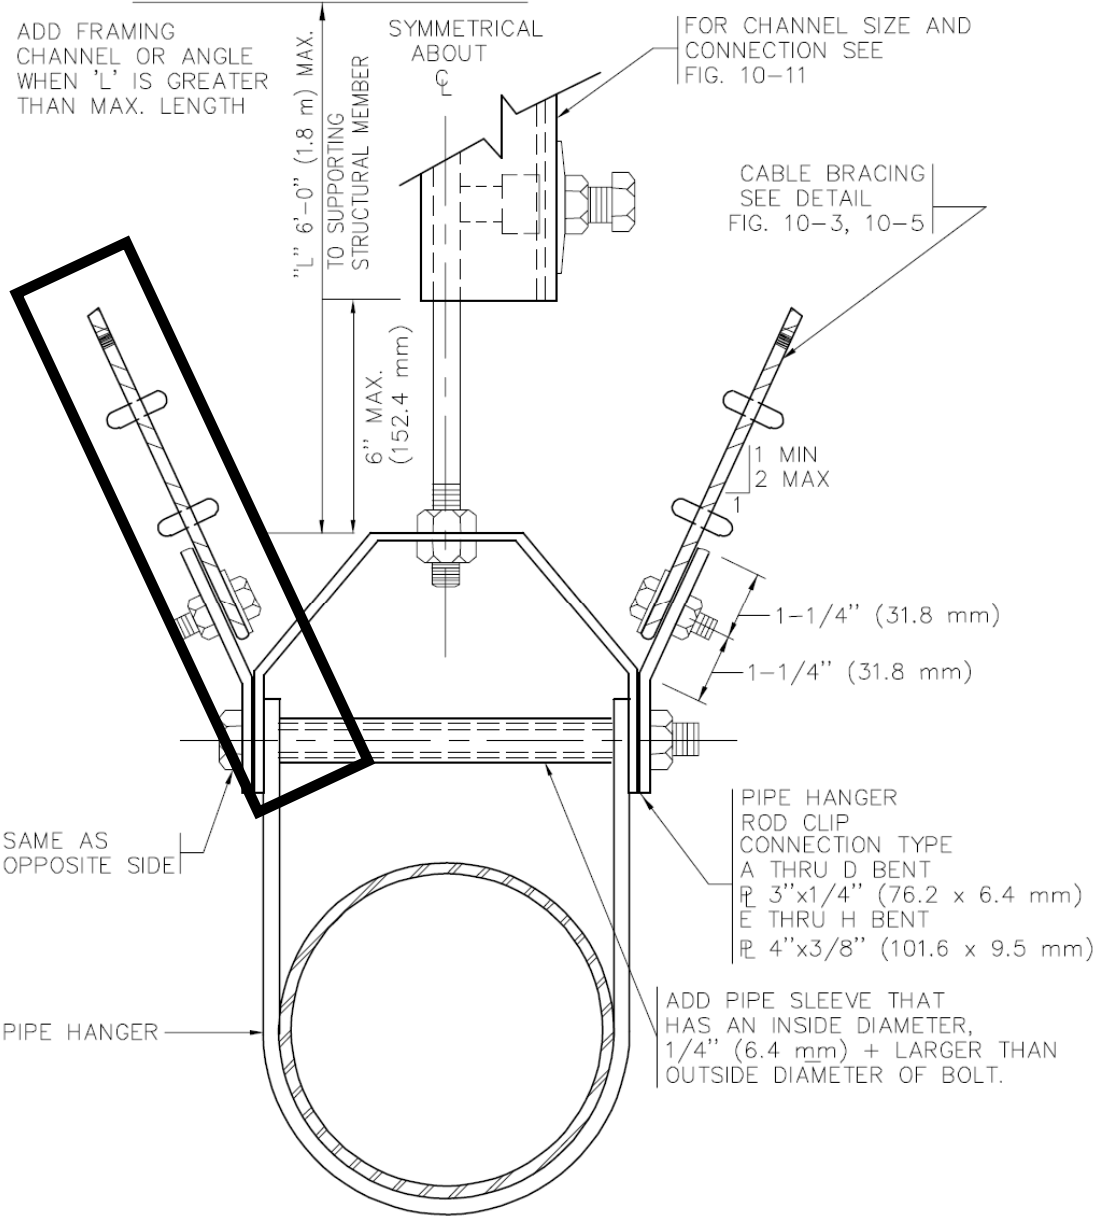 ADD FRAMING
CHANNEL OR ANGLE
WHEN 'L' IS GREATER
THAN MAX. LENGTH
"L" 6'-0" (1.8 m) MAX.
TO SUPPORTING
STRUCTURAL MEMBER
SYMMETRICAL
ABOUT
℄
FOR CHANNEL SIZE AND
CONNECTION SEE
FIG. 10-11
CABLE BRACING
SEE DETAIL
FIG. 10-3, 10-5
6" MAX.
(152.4 mm)
1 MIN
2 MAX
1
1-1/4" (31.8 mm)
1-1/4" (31.8 mm)
SAME AS
OPPOSITE SIDE
PIPE HANGER
ROD CLIP
CONNECTION TYPE
A THRU D BENT
PL 3"x1/4" (76.2 x 6.4 mm)
E THRU H BENT
PL 4"x3/8" (101.6 x 9.5 mm)
PIPE HANGER
ADD PIPE SLEEVE THAT
HAS AN INSIDE DIAMETER,
1/4" (6.4 mm) + LARGER THAN
OUTSIDE DIAMETER OF BOLT.